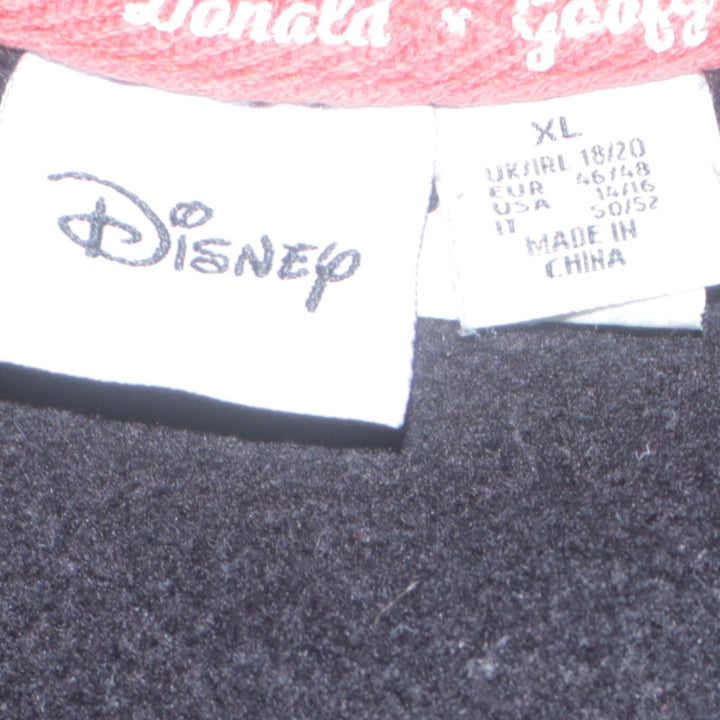 Donald x Goofy
Disney
XL
UK/IRL 18/20
EUR 46/48
USA 14/16
IT 50/52
MADE IN
CHINA